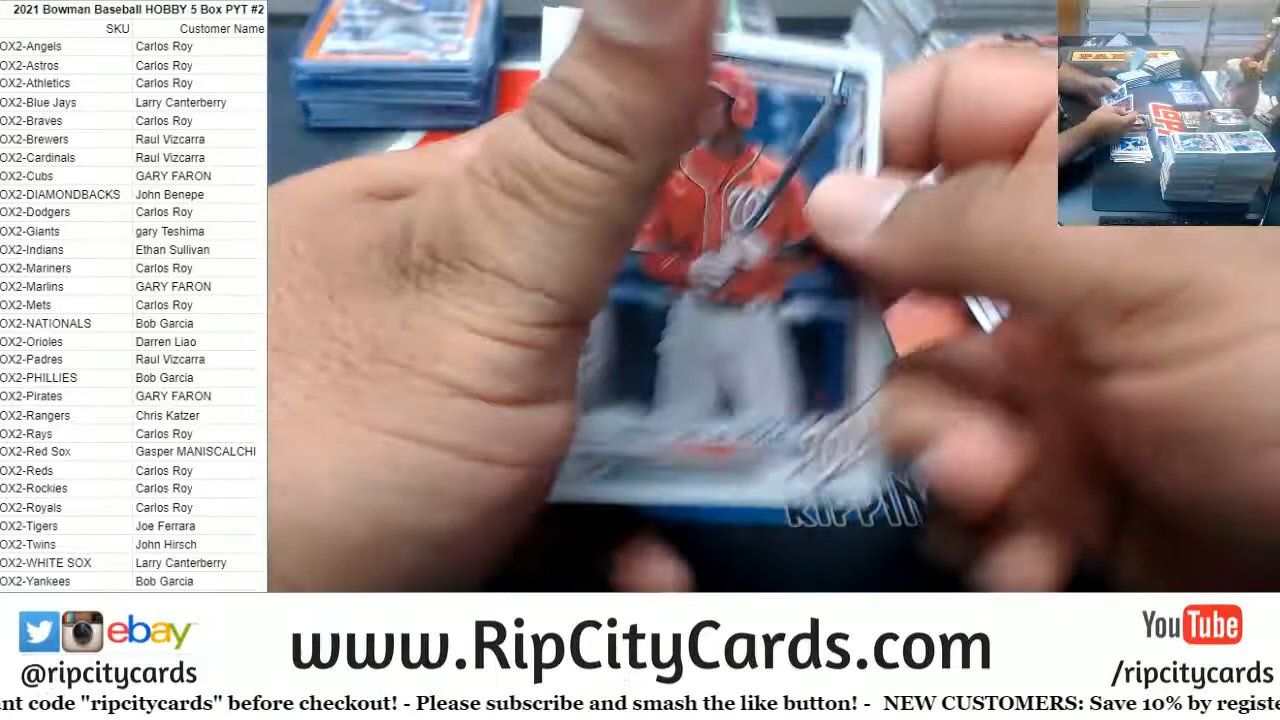 2021 Bowman Baseball HOBBY 5 Box PYT #2
SKU Customer Name
OX2-Angels Carlos Roy
OX2-Astros Carlos Roy
OX2-Athletics Carlos Roy
OX2-Blue Jays Larry Canterberry
OX2-Braves Carlos Roy
OX2-Brewers Raul Vizcarra
OX2-Cardinals Raul Vizcarra
OX2-Cubs GARY FARON
OX2-DIAMONDBACKS John Benepe
OX2-Dodgers Carlos Roy
OX2-Giants gary Teshima
OX2-Indians Ethan Sullivan
OX2-Mariners Carlos Roy
OX2-Marlins GARY FARON
OX2-Mets Carlos Roy
OX2-NATIONALS Bob Garcia
OX2-Orioles Darren Liao
OX2-Padres Raul Vizcarra
OX2-PHILLIES Bob Garcia
OX2-Pirates GARY FARON
OX2-Rangers Chris Katzer
OX2-Rays Carlos Roy
OX2-Red Sox Gasper MANISCALCHI
OX2-Reds Carlos Roy
OX2-Rockies Carlos Roy
OX2-Royals Carlos Roy
OX2-Tigers Joe Ferrara
OX2-Twins John Hirsch
OX2-WHITE SOX Larry Canterberry
OX2-Yankees Bob Garcia
W
RIPPIN
ebay
@ripcitycards
www.RipCityCards.com
YouTube
/ripcitycards
nt code "ripcitycards" before checkout! - Please subscribe and smash the like button! - NEW CUSTOMERS: Save 10% by registe